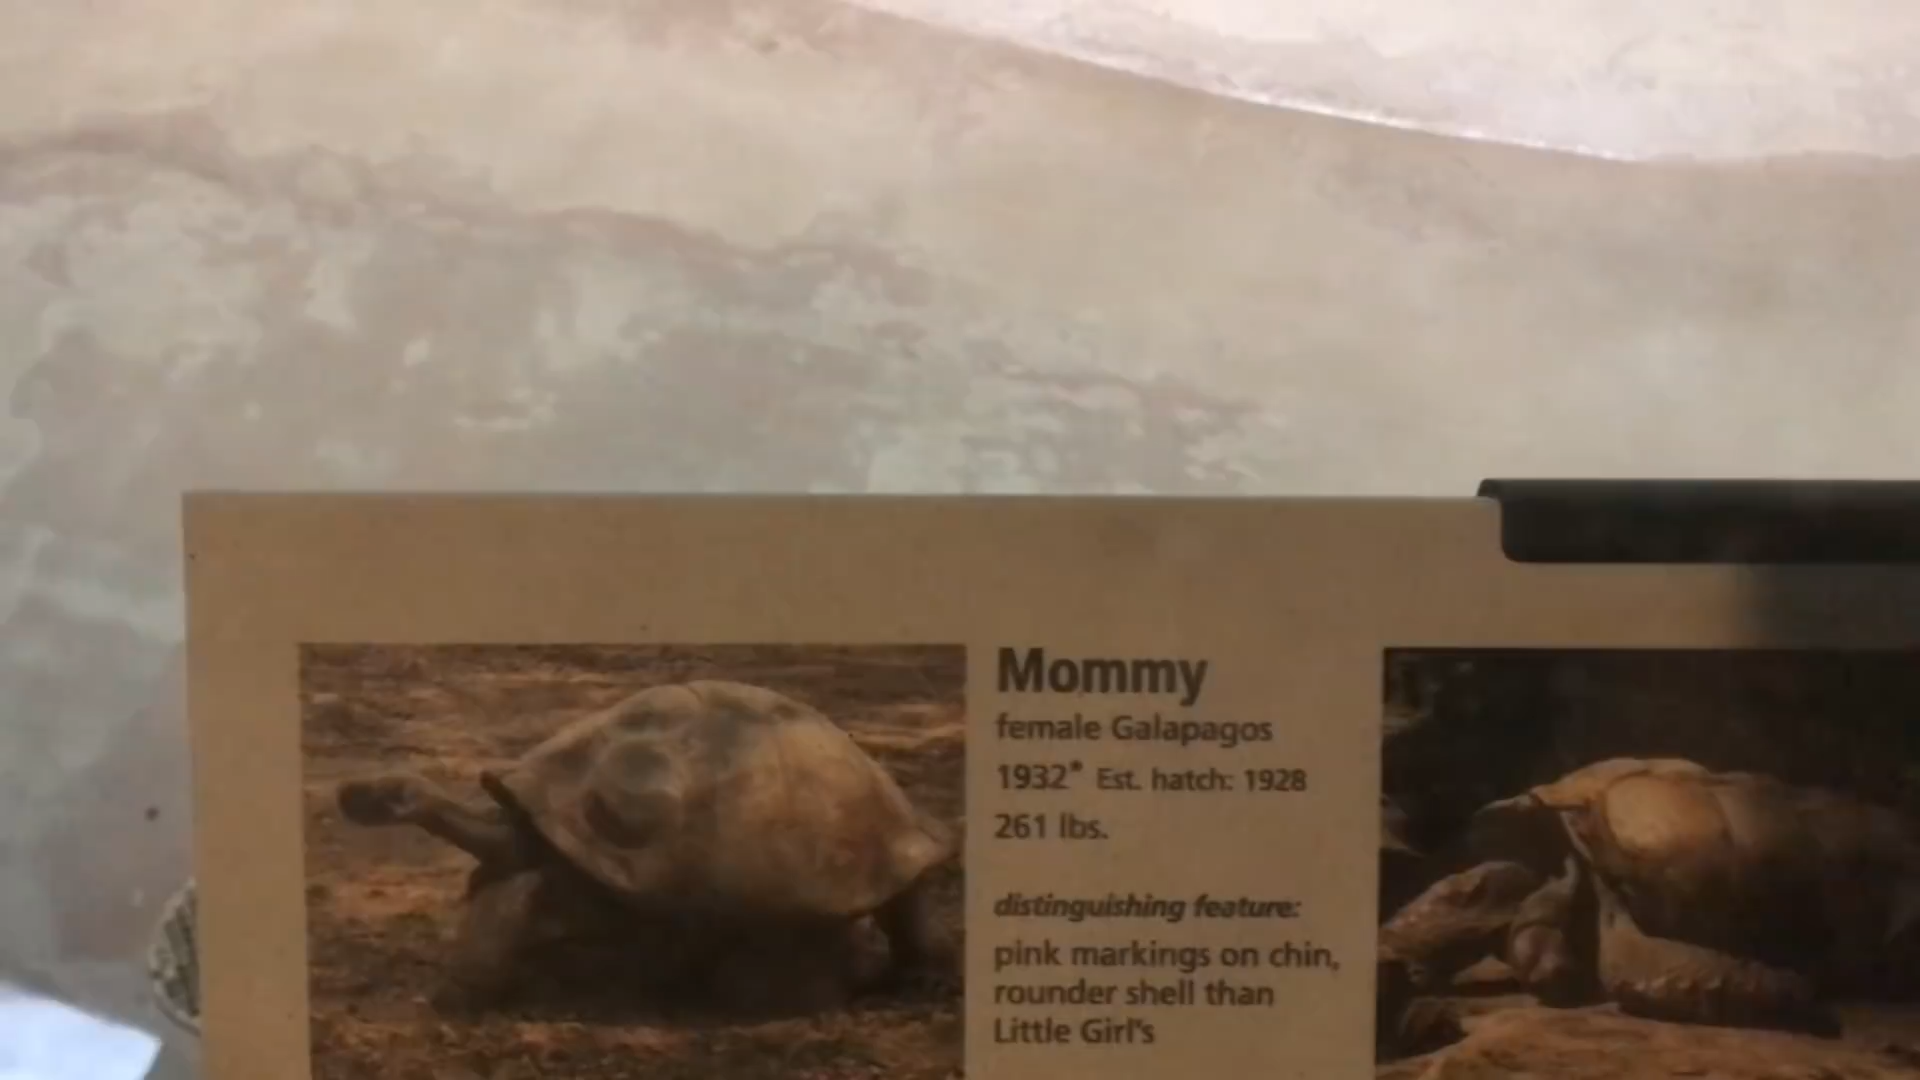 Mommy
female Galapagos
1932* Est. hatch: 1928
261 lbs.
distinguishing feature:
pink markings on chin,
rounder shell than
Little Girl's